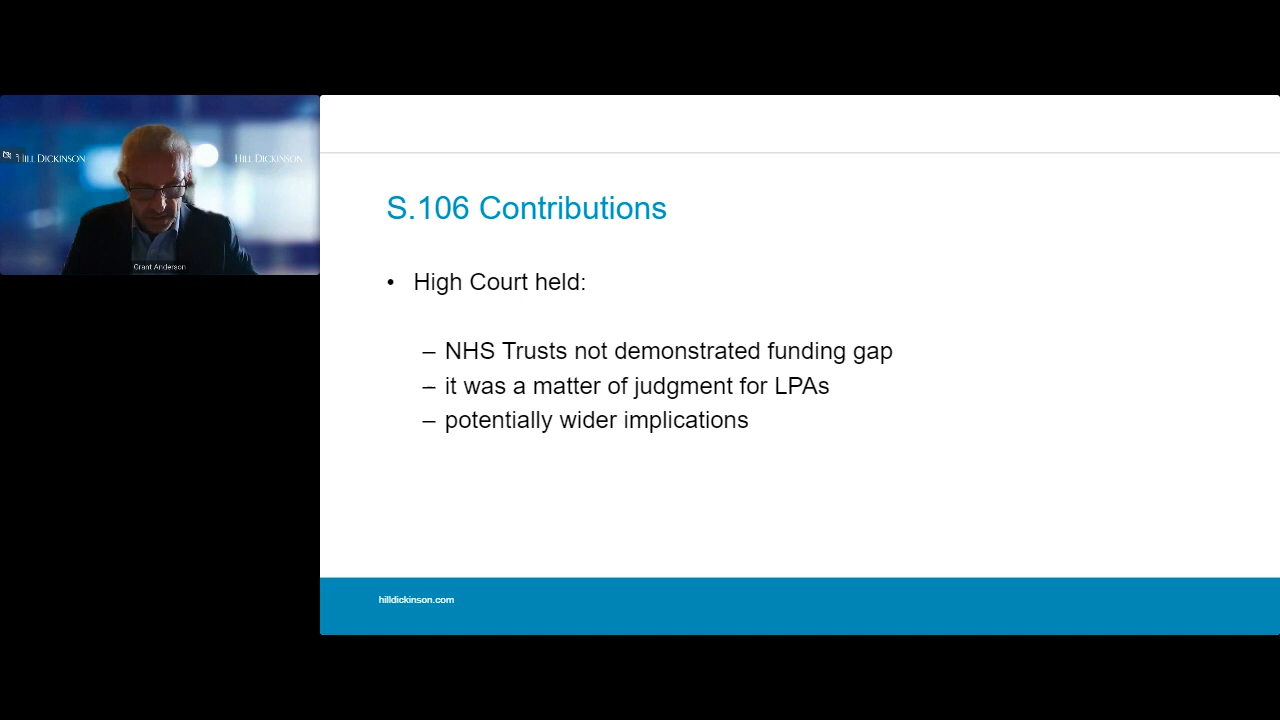 HILL DICKINSON
HILL DICKINSON
Grant Anderson
S.106 Contributions
• High Court held:
– NHS Trusts not demonstrated funding gap
– it was a matter of judgment for LPAs
– potentially wider implications
hilldickinson.com